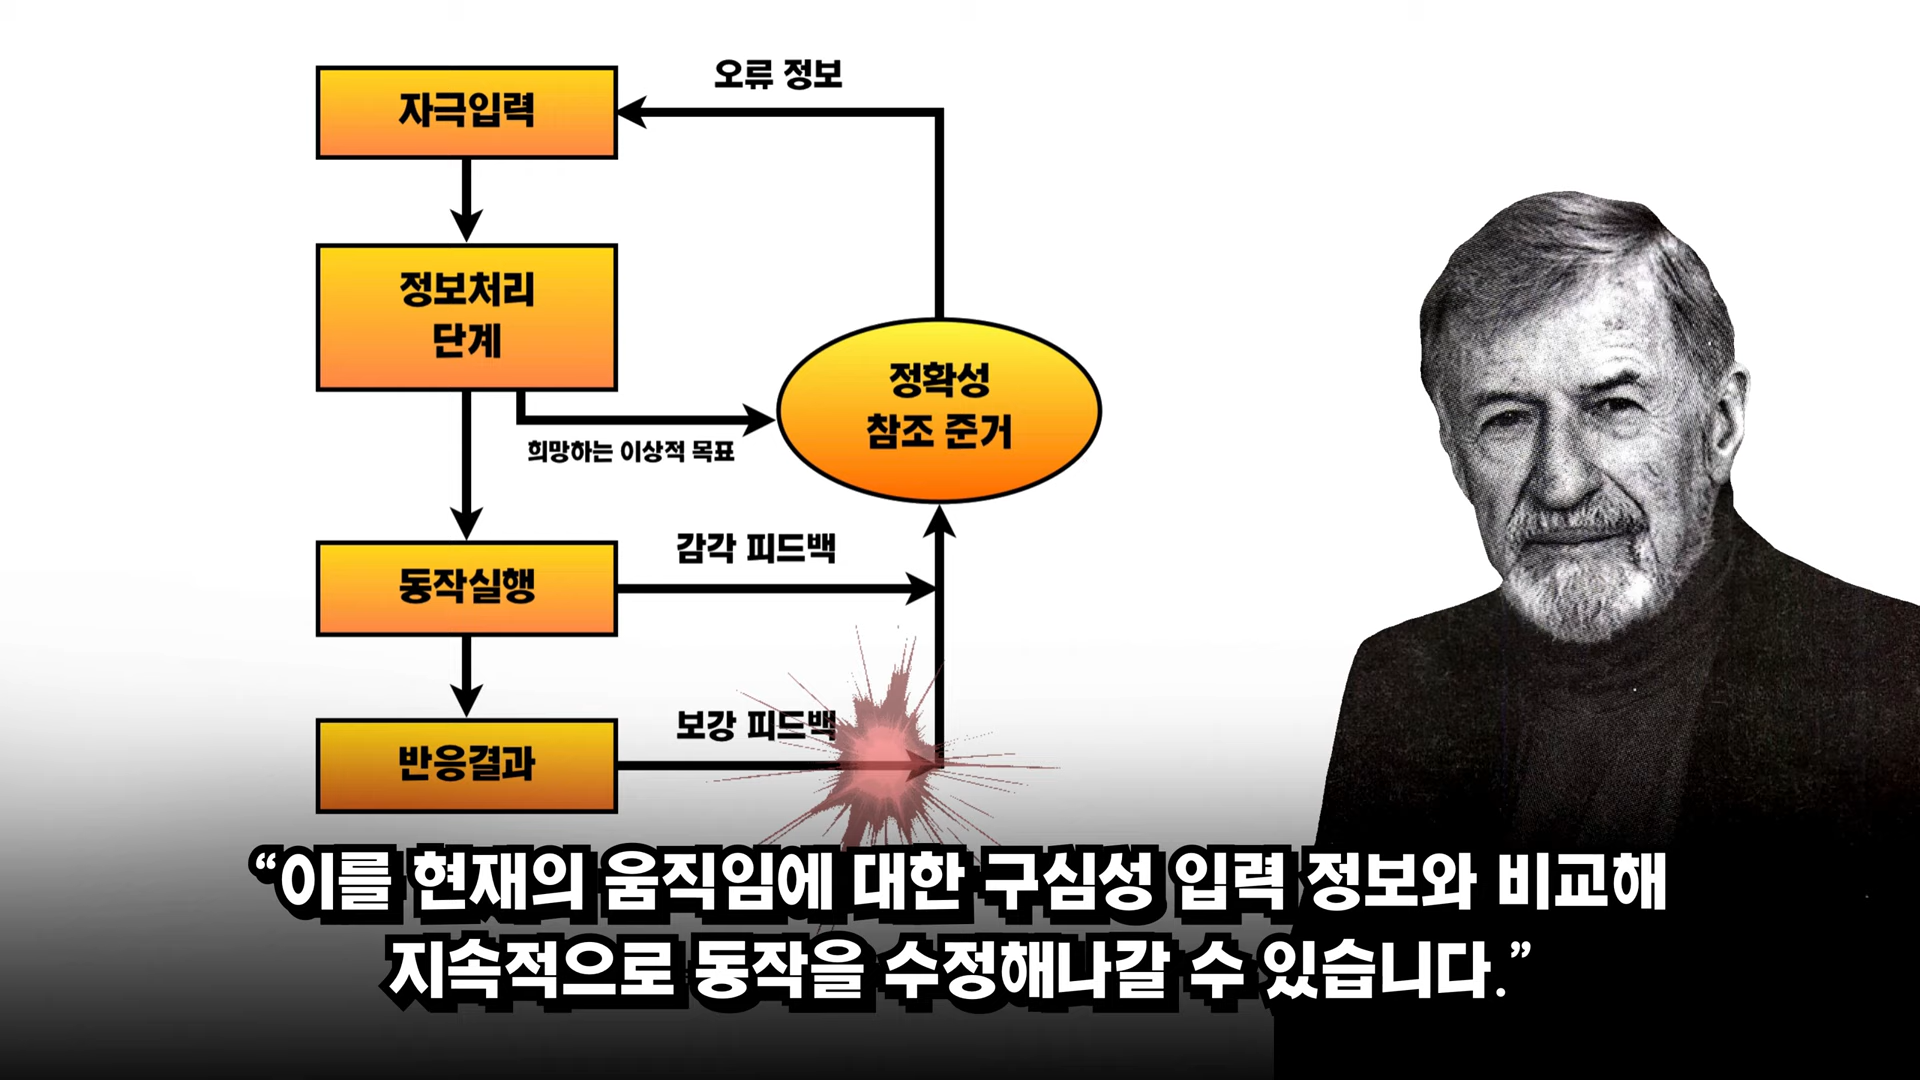 오류 정보
자극입력
정보처리
단계
정확성
참조 준거
희망하는 이상적 목표
감각 피드백
동작실행
보강 피드백
반응결과
“이를 현재의 움직임에 대한 구심성 입력 정보와 비교해
지속적으로 동작을 수정해나갈 수 있습니다.”